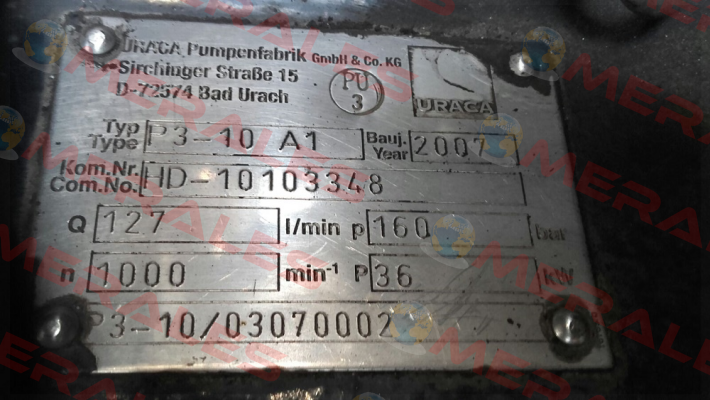 URACA Pumpenfabrik GmbH & Co. KG
Sirchinger Straße 15
D-72574 Bad Urach
PU
3
URACA
Typ
Type
P3-10 A1
Bauj.
Year
2007
Kom.Nr.
Com.No.
HD-10103348
Q 127 l/min p 160 bar
n 1000 min-1 P 36 kW
P3-10/03070002
MERALES